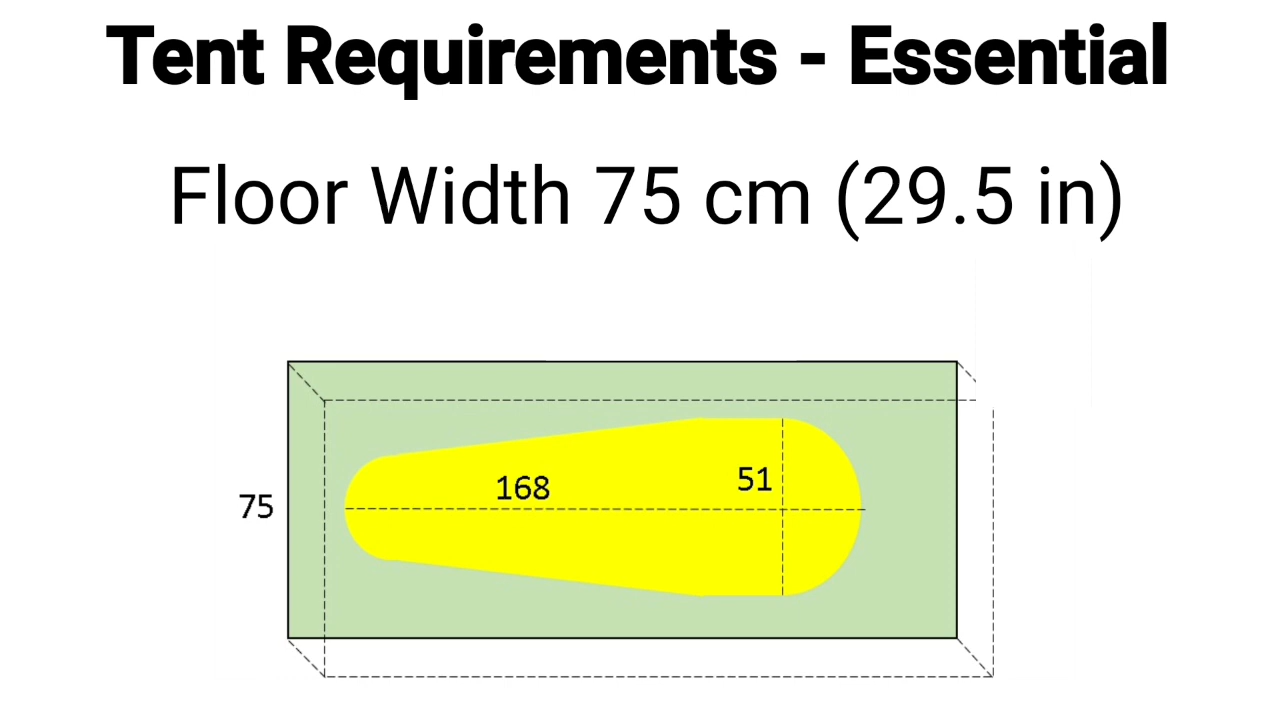 Tent Requirements - Essential
Floor Width 75 cm (29.5 in)
51
168
75